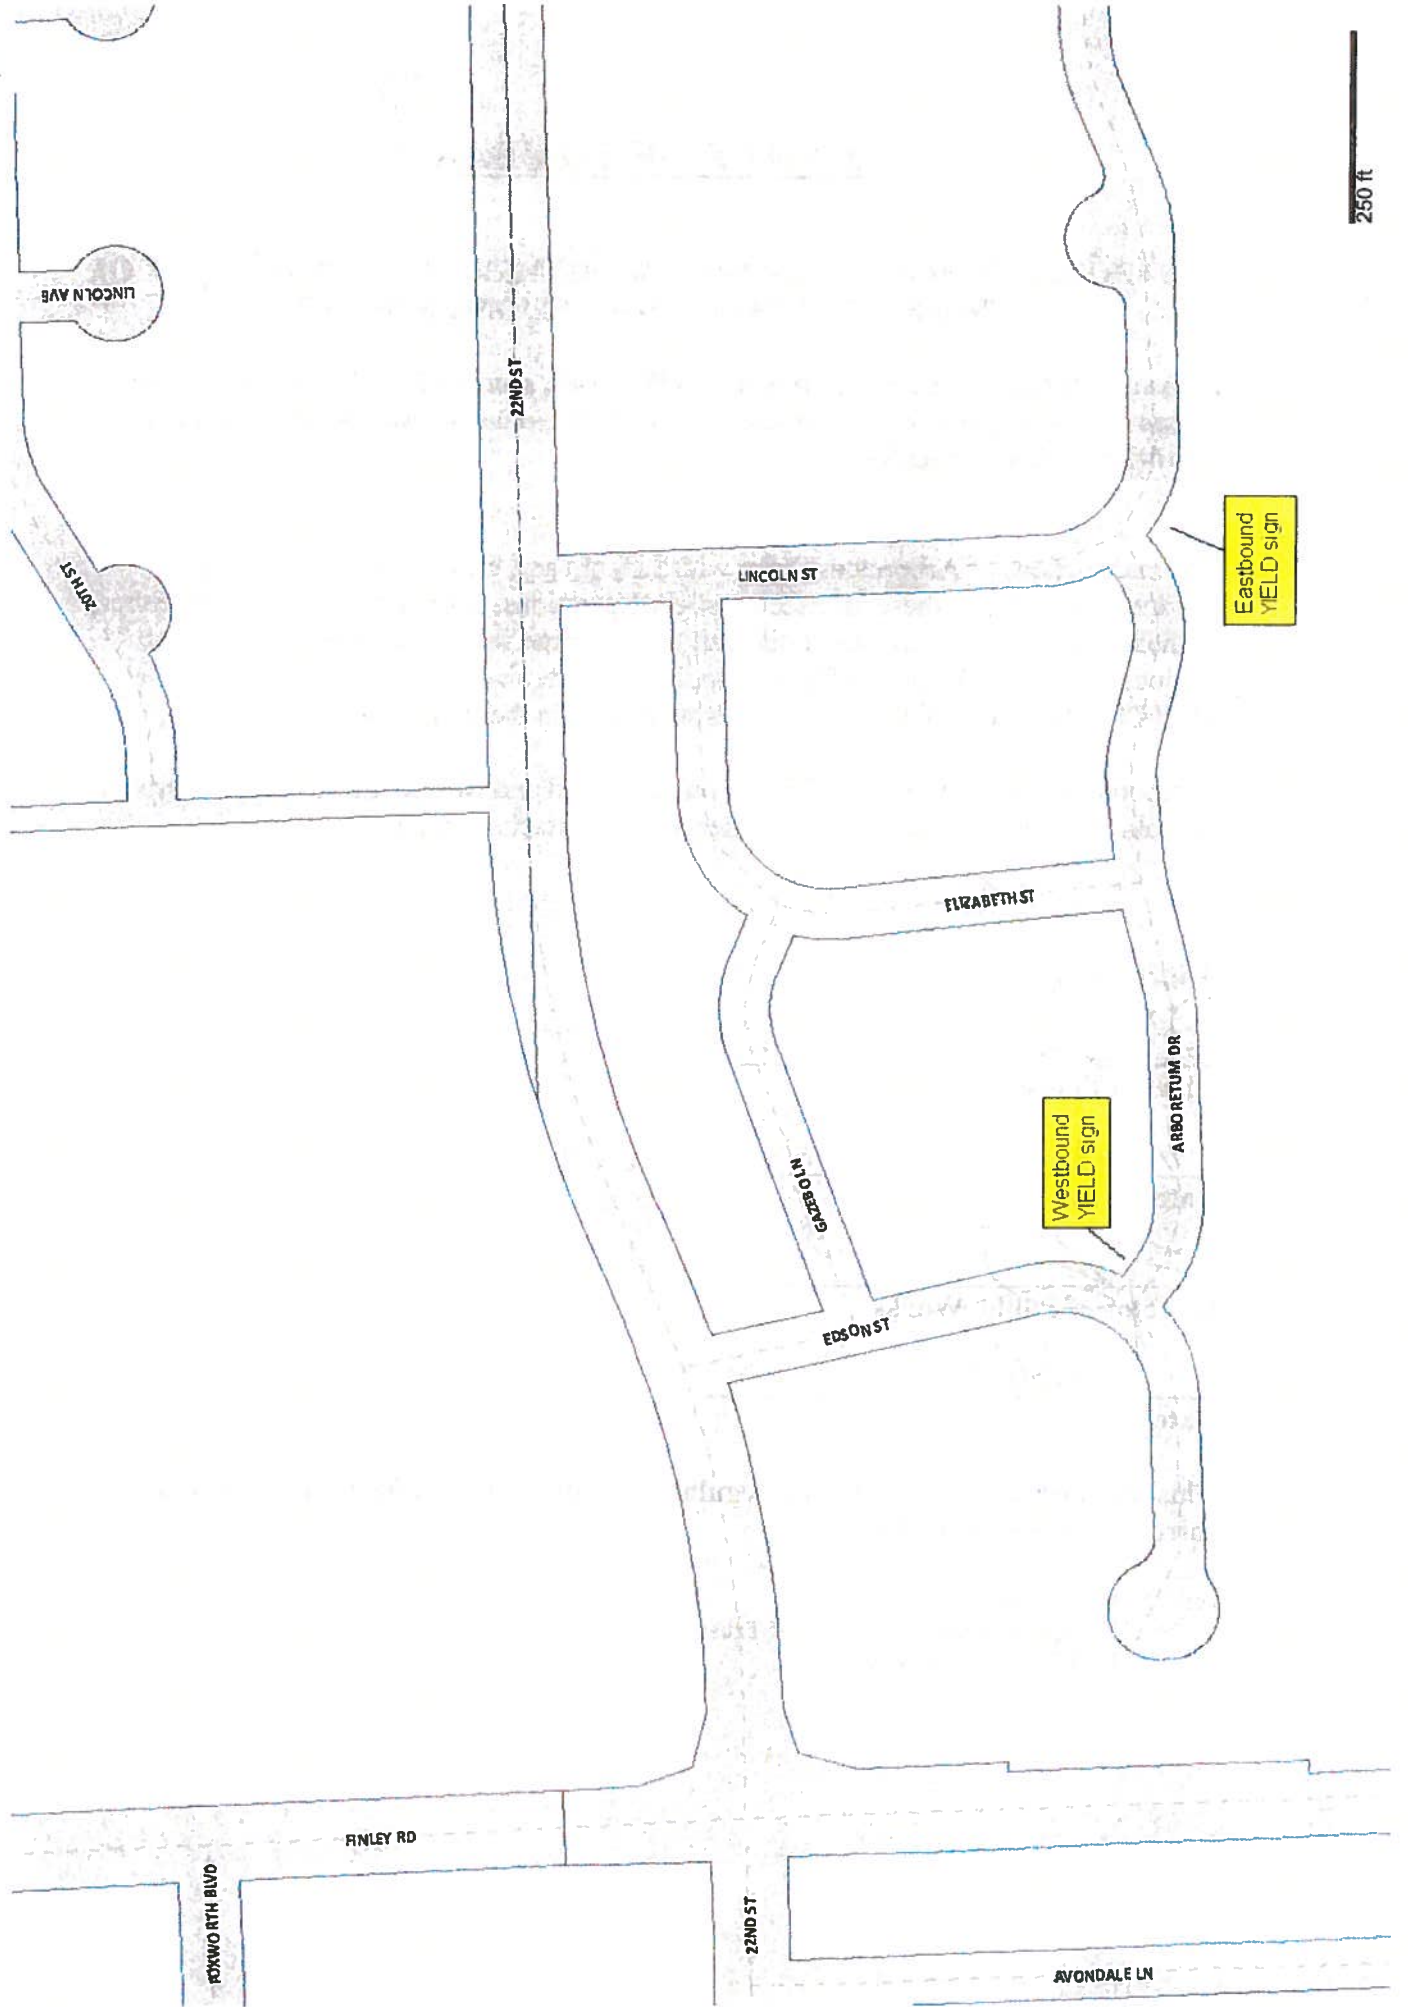 LINCOLN AVE
20TH ST
22ND ST
LINCOLN ST
ELIZABETH ST
GAZEBO LN
EDSON ST
ARBORETUM DR
Eastbound
YIELD sign
Westbound
YIELD sign
250 ft
FINLEY RD
FOXWORTH BLVD
22ND ST
AVONDALE LN